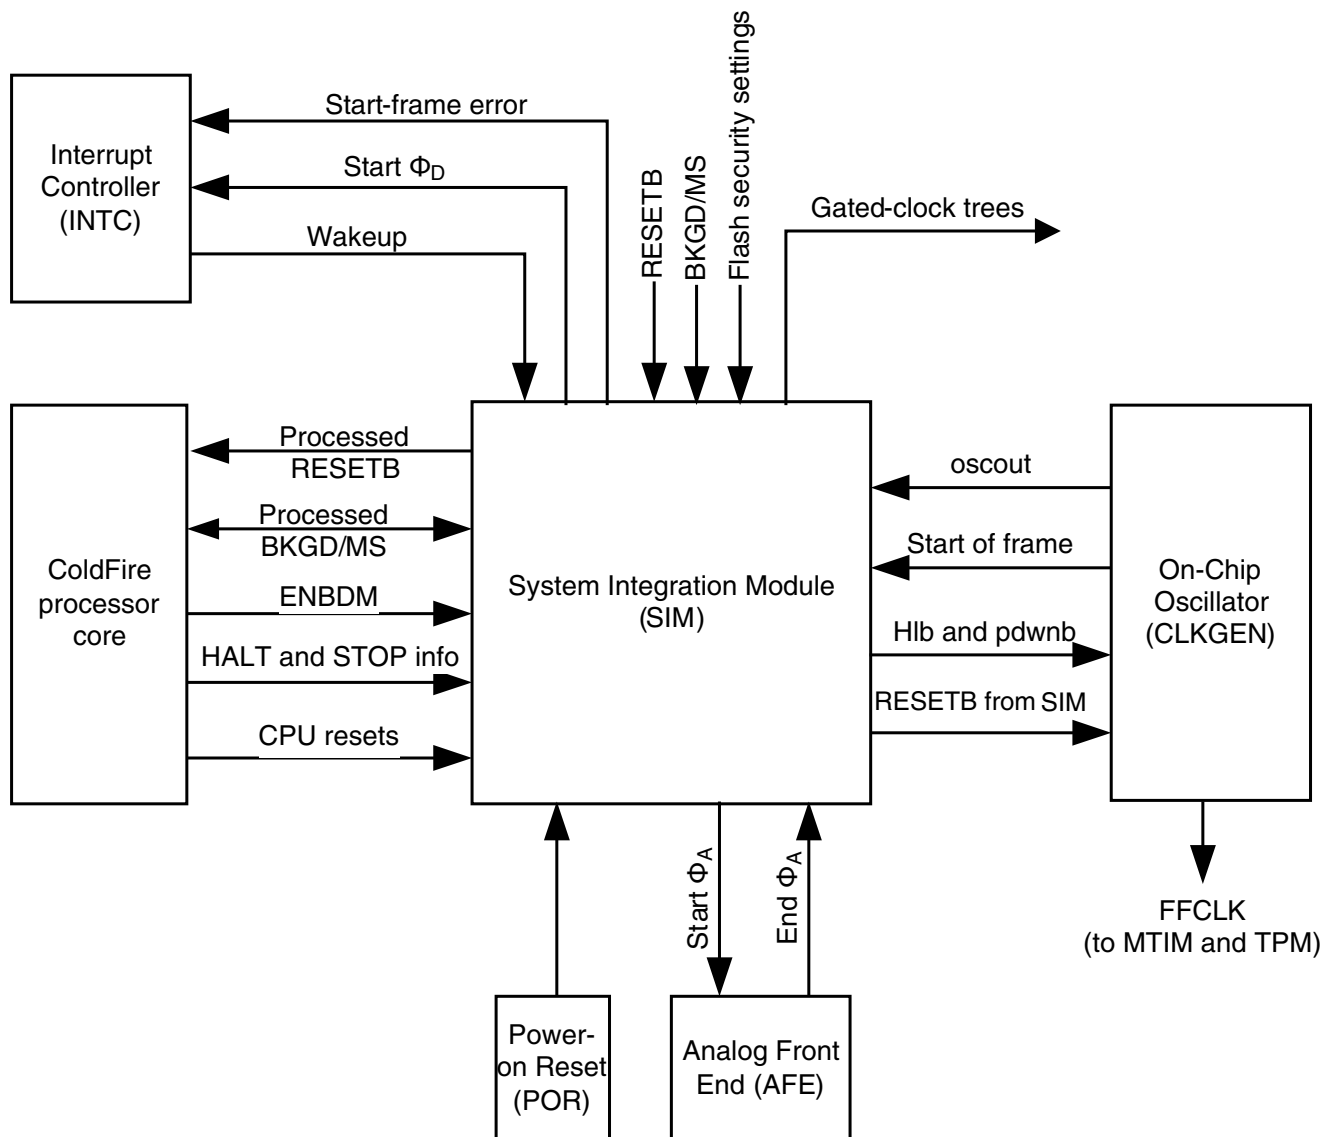 Interrupt
Controller
(INTC)
Start-frame error
Start ΦD
Wakeup
RESETB
BKGD/MS
Flash security settings
Gated-clock trees
ColdFire
processor
core
Processed
RESETB
Processed
BKGD/MS
ENBDM
HALT and STOP info
CPU resets
System Integration Module
(SIM)
oscout
Start of frame
Hlb and pdwnb
RESETB from SIM
On-Chip
Oscillator
(CLKGEN)
FFCLK
(to MTIM and TPM)
Start ΦA
End ΦA
Power-
on Reset
(POR)
Analog Front
End (AFE)